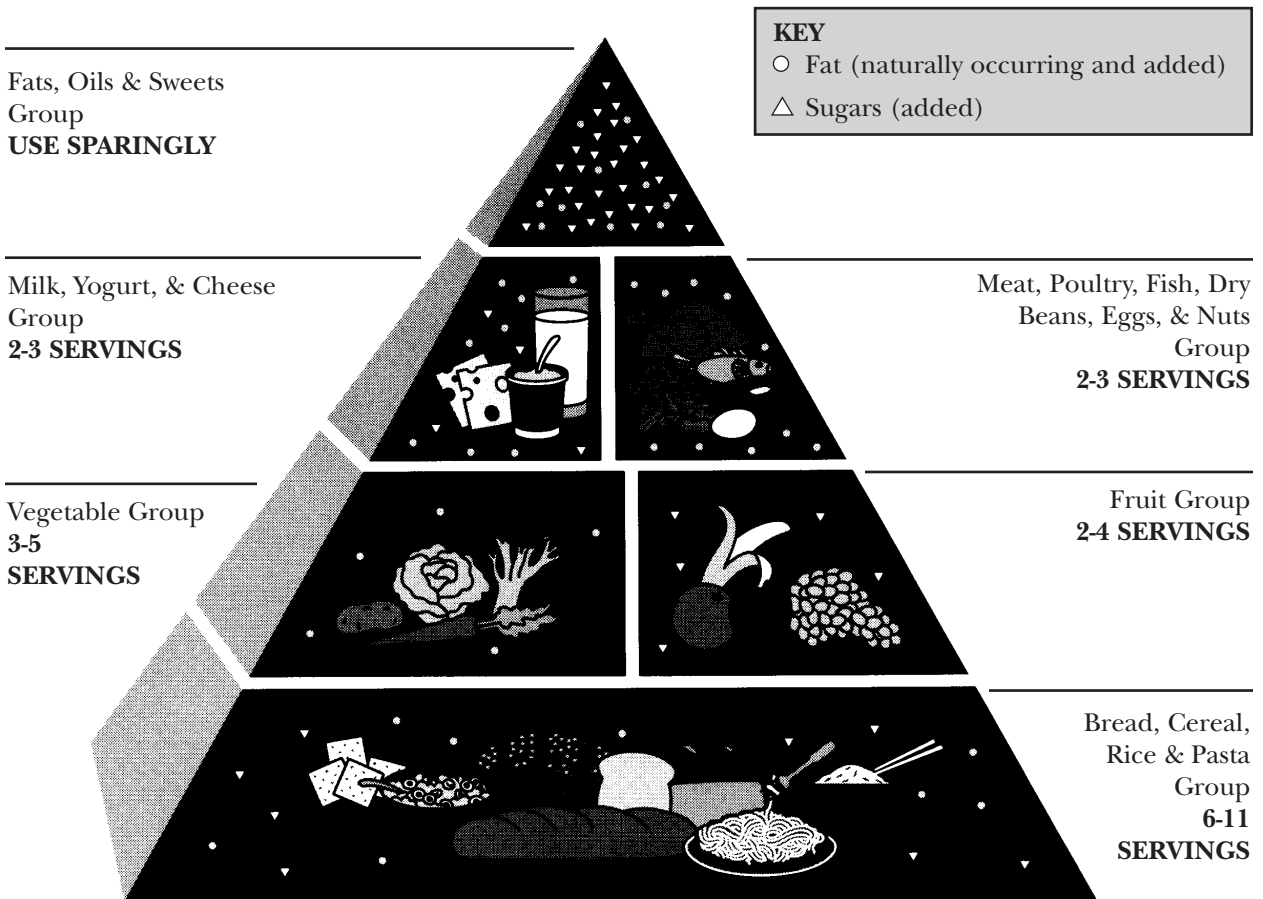 KEY
Fat (naturally occurring and added)
Sugars (added)
Fats, Oils & Sweets
Group
USE SPARINGLY
Milk, Yogurt, & Cheese
Group
2-3 SERVINGS
Meat, Poultry, Fish, Dry
Beans, Eggs, & Nuts
Group
2-3 SERVINGS
Vegetable Group
3-5
SERVINGS
Fruit Group
2-4 SERVINGS
Bread, Cereal,
Rice & Pasta
Group
6-11
SERVINGS